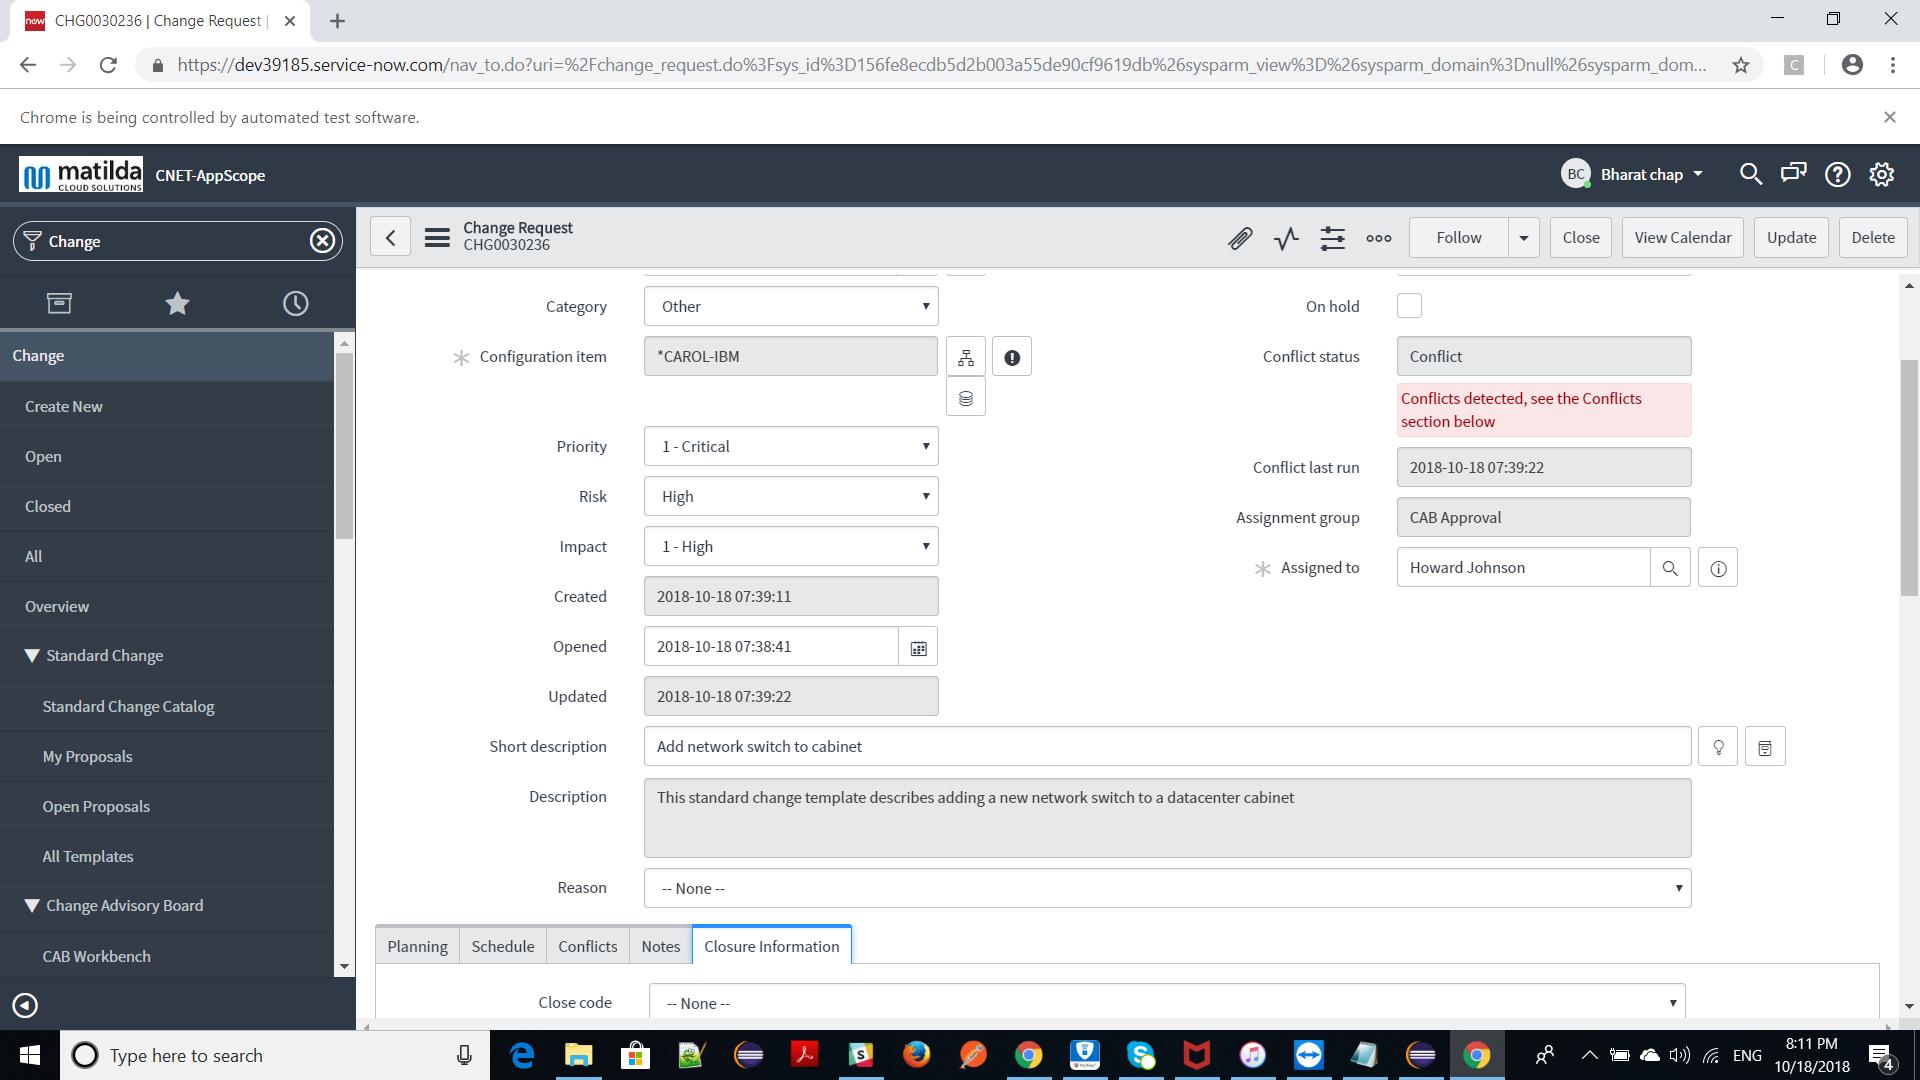 now CHG0030236 | Change Request |
https://dev39185.service-now.com/nav_to.do?uri=%2Fchange_request.do%3Fsys_id%3D156fe8ecdb5d2b003a55de90cf9619db%26sysparm_view%3D%26sysparm_domain%3Dnull%26sysparm_dom...
C
Chrome is being controlled by automated test software.
matilda
CLOUD SOLUTIONS
CNET-AppScope
BC Bharat chap
Change
Change
Create New
Open
Closed
All
Overview
Standard Change
Standard Change Catalog
My Proposals
Open Proposals
All Templates
Change Advisory Board
CAB Workbench
Change Request
CHG0030236
Follow
Close
View Calendar
Update
Delete
Category Other
Configuration item *CAROL-IBM
Priority 1 - Critical
Risk High
Impact 1 - High
Created 2018-10-18 07:39:11
Opened 2018-10-18 07:38:41
Updated 2018-10-18 07:39:22
On hold
Conflict status Conflict
Conflicts detected, see the Conflicts
section below
Conflict last run 2018-10-18 07:39:22
Assignment group CAB Approval
Assigned to Howard Johnson
Short description Add network switch to cabinet
Description This standard change template describes adding a new network switch to a datacenter cabinet
Reason -- None --
Planning Schedule Conflicts Notes Closure Information
Close code -- None --
Type here to search
ENG
8:11 PM
10/18/2018
4